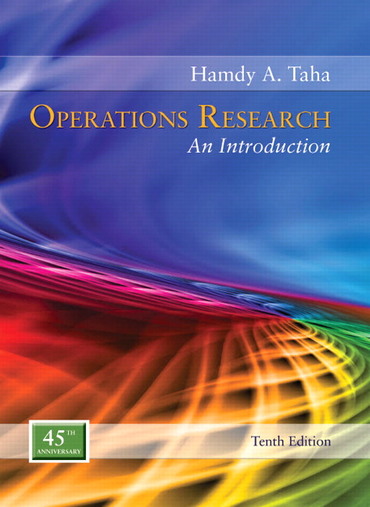 Hamdy A. Taha
OPERATIONS RESEARCH
An Introduction
45TH
ANNIVERSARY
Tenth Edition